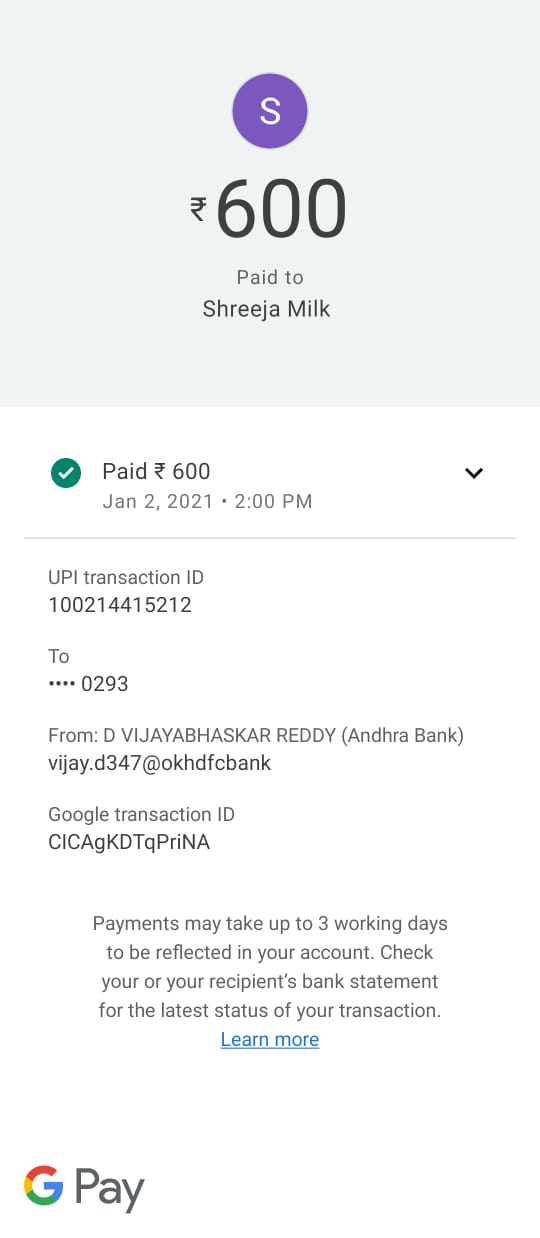 S
₹600
Paid to
Shreeja Milk
Paid ₹ 600
Jan 2, 2021 • 2:00 PM
UPI transaction ID
100214415212
To
•••• 0293
From: D VIJAYABHASKAR REDDY (Andhra Bank)
vijay.d347@okhdfcbank
Google transaction ID
CICAgKDTqPriNA
Payments may take up to 3 working days
to be reflected in your account. Check
your or your recipient’s bank statement
for the latest status of your transaction.
Learn more
G Pay